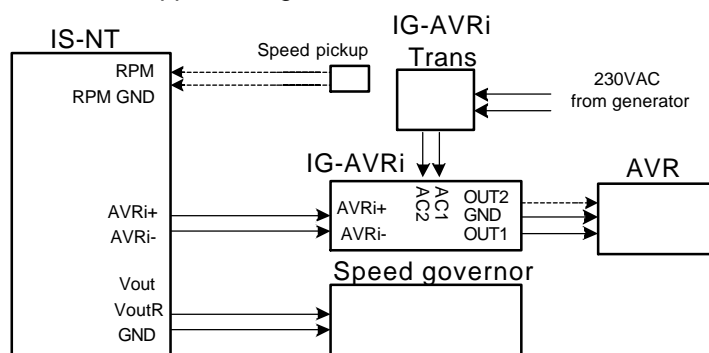 IS-NT
Speed pickup
IG-AVRi
Trans
RPM
RPM GND
230VAC
from generator
IG-AVRi
AVR
AC2
AC1
AVRi+
AVRi-
AVRi+
AVRi-
OUT2
GND
OUT1
Speed governor
Vout
VoutR
GND